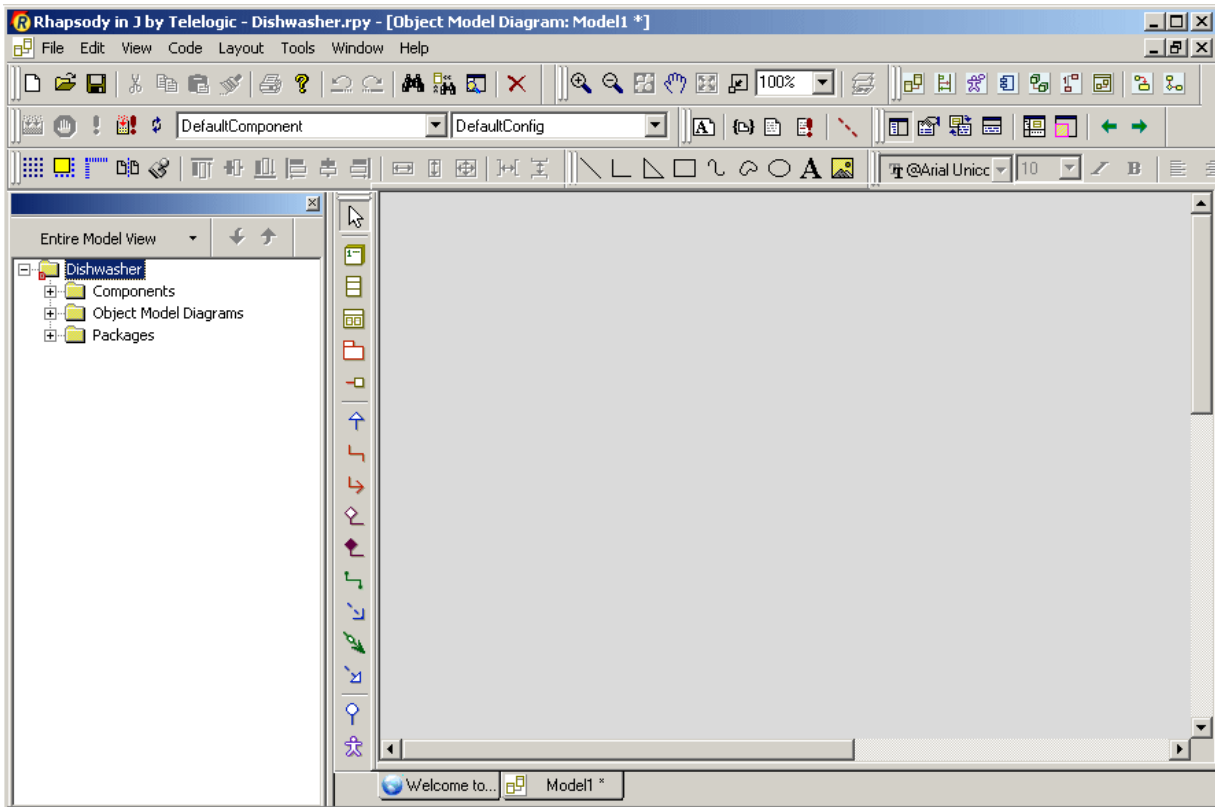 Rhapsody in J by Telelogic - Dishwasher.rpy - [Object Model Diagram: Model1 *]
File Edit View Code Layout Tools Window Help
100%
DefaultComponent DefaultConfig
@Arial Unicc 10
Entire Model View
Dishwasher
Components
Object Model Diagrams
Packages
Welcome to... Model1 *